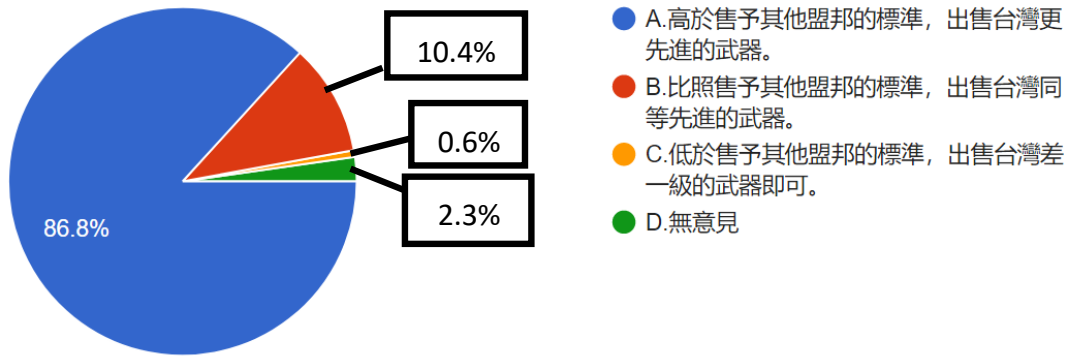 10.4%
0.6%
2.3%
86.8%
A.高於售予其他盟邦的標準，出售台灣更
先進的武器。
B.比照售予其他盟邦的標準，出售台灣同
等先進的武器。
C.低於售予其他盟邦的標準，出售台灣差
一級的武器即可。
D.無意見